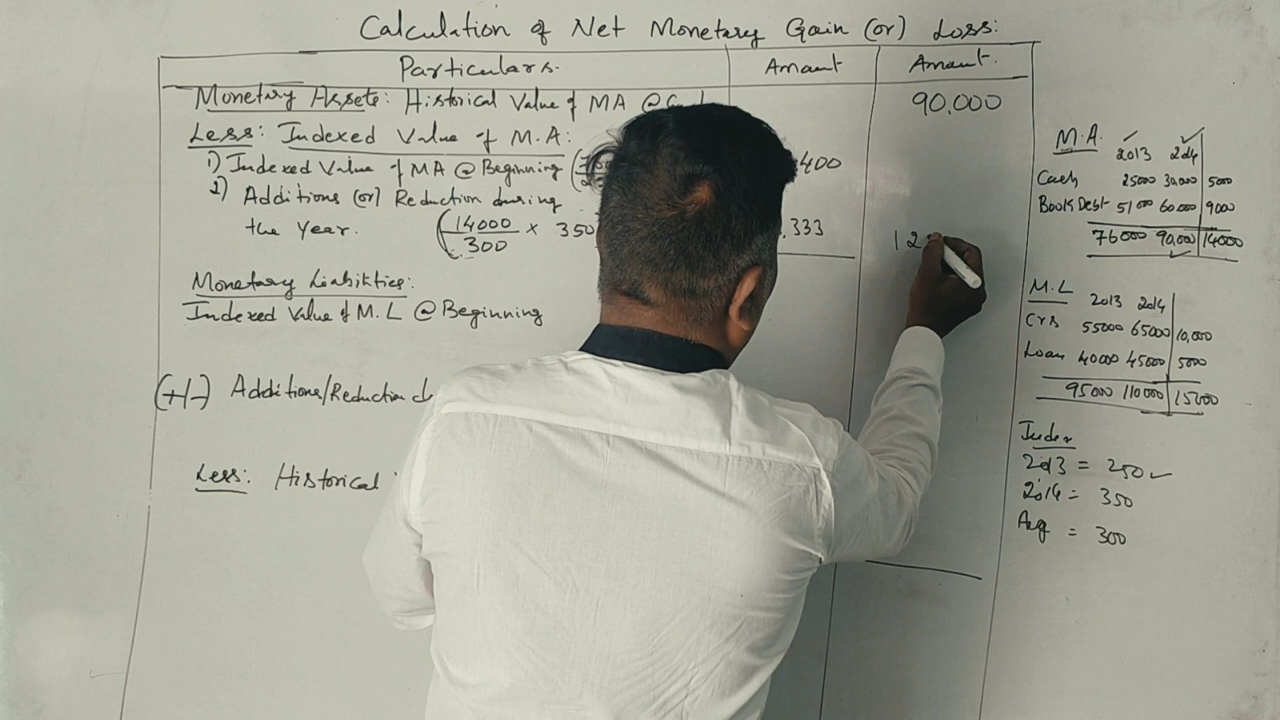 Calculation of Net Monetary Gain (or) Loss:
Particulars. Amount Amount.
Monetary Assets: Historical Value of MA @ 90,000
Less: Indexed Value of M.A:
1) Indexed Value of MA @ Beginning ( 400
2) Additions (or) Reduction during
the Year. (14000/300 × 350 333 12
Monetary Liabilities:
Indexed Value of M.L @ Beginning
(+/-) Additions/Reduction
Less: Historical
M.A. 2013 2014
Cash 25000 30,000 5000
Book Debt 51000 60000 9000
76000 90,000 14000
M.L 2013 2014
Crs 55000 65000 10,000
Loan 40000 45000 5000
95000 110000 15000
Index
2013 = 250
2014 = 350
Avg = 300